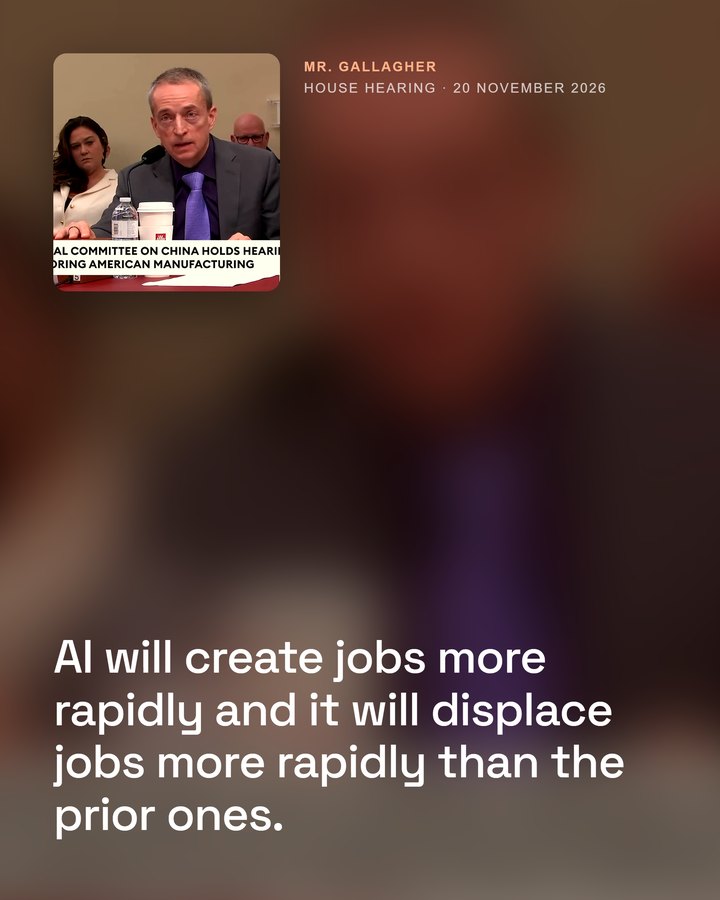 MR. GALLAGHER
HOUSE HEARING · 20 NOVEMBER 2026
AL COMMITTEE ON CHINA HOLDS HEARI
ORING AMERICAN MANUFACTURING
AI will create jobs more
rapidly and it will displace
jobs more rapidly than the
prior ones.